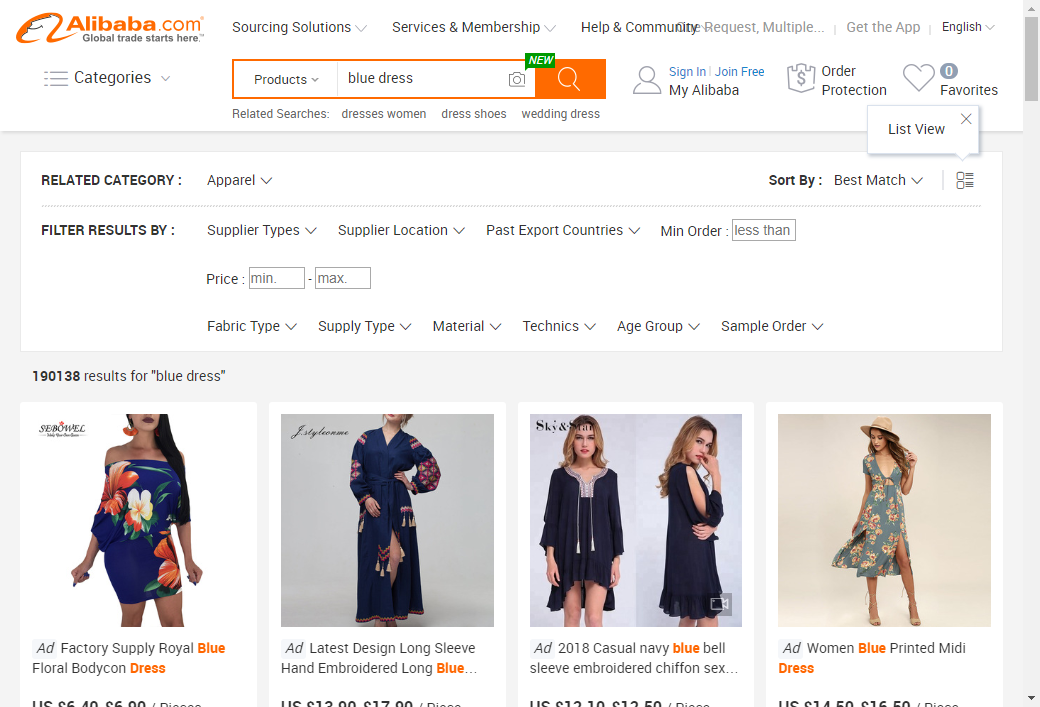 Alibaba.com
Global trade starts here.™
Sourcing Solutions
Services & Membership
Help & Community
One Request, Multiple...
Get the App
English
Categories
Products
blue dress
NEW
Sign In | Join Free
My Alibaba
Order
Protection
0
Favorites
Related Searches: dresses women dress shoes wedding dress
List View
RELATED CATEGORY : Apparel
Sort By : Best Match
FILTER RESULTS BY : Supplier Types Supplier Location Past Export Countries Min Order : less than
Price : min. - max.
Fabric Type Supply Type Material Technics Age Group Sample Order
190138 results for "blue dress"
SEBOWEL
Make Your Own Game
J.styleonme
Sky&Star
Ad Factory Supply Royal Blue
Floral Bodycon Dress
Ad Latest Design Long Sleeve
Hand Embroidered Long Blue...
Ad 2018 Casual navy blue bell
sleeve embroidered chiffon sex...
Ad Women Blue Printed Midi
Dress
US $6.40-$6.90 / Pieces
US $13.90-$17.90 / Piece
US $12.10-$12.50 / Piece
US $14.50-$16.50 / Piece